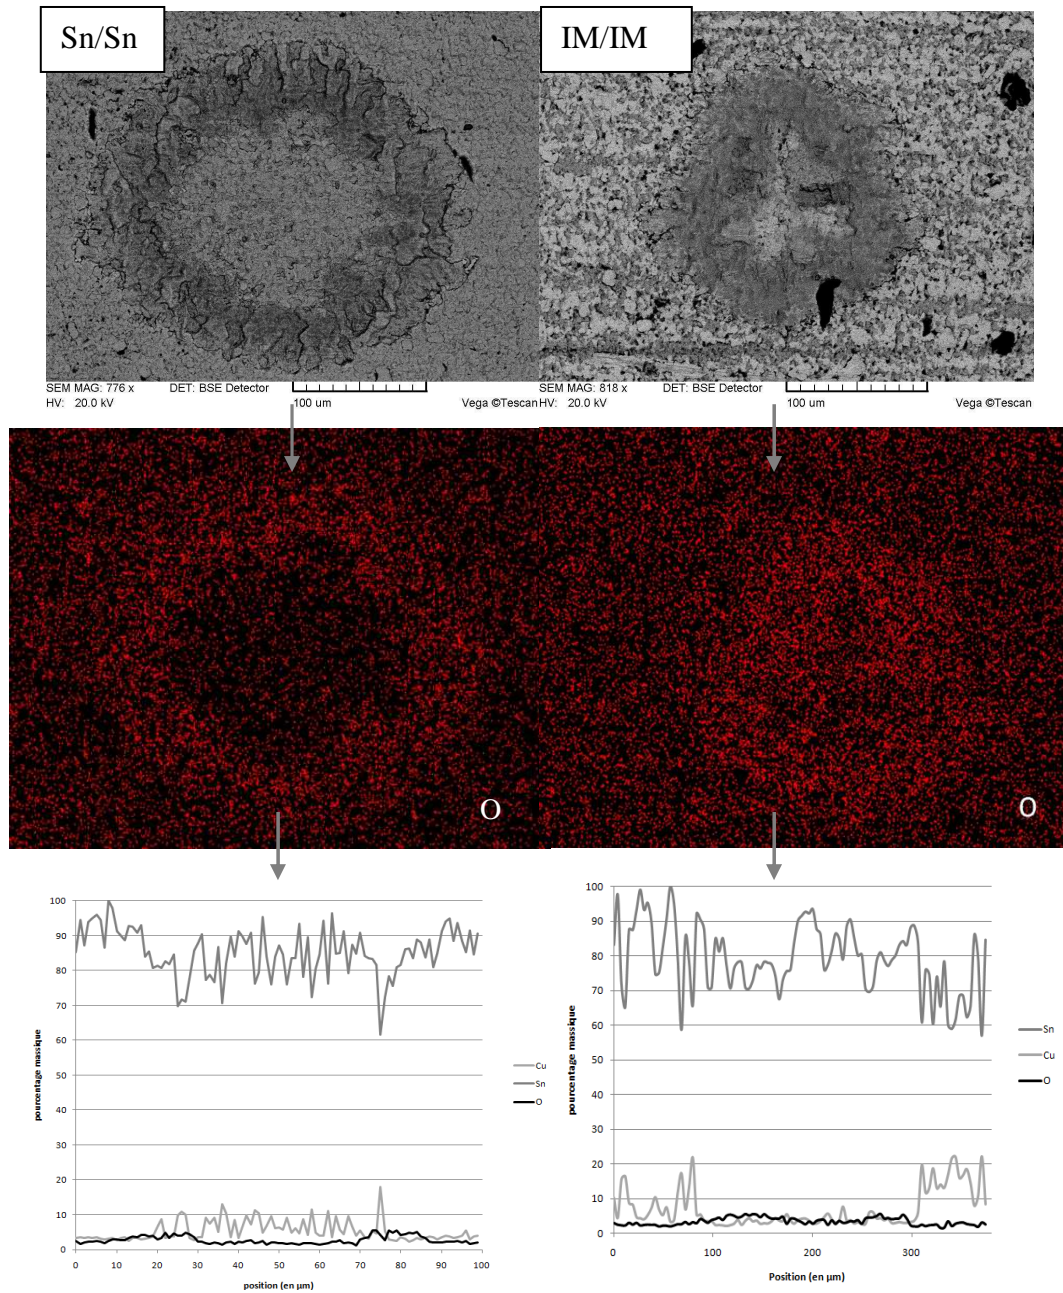 Sn/Sn
IM/IM
SEM MAG: 776 x DET: BSE Detector
HV: 20.0 kV 100 um Vega ©Tescan
SEM MAG: 818 x DET: BSE Detector
HV: 20.0 kV 100 um Vega ©Tescan
O
O
pourcentage massique
100
90
80
70
60
50
40
30
20
10
0
0 10 20 30 40 50 60 70 80 90 100
position (en µm)
Cu
Sn
O
pourcentage massique
100
90
80
70
60
50
40
30
20
10
0
0 100 200 300
Position (en µm)
Sn
Cu
O